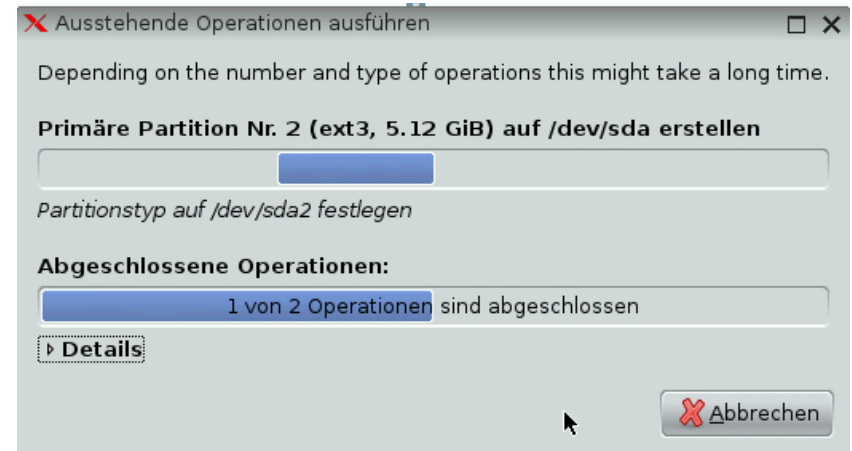 Ausstehende Operationen ausführen
Depending on the number and type of operations this might take a long time.
Primäre Partition Nr. 2 (ext3, 5.12 GiB) auf /dev/sda erstellen
Partitionstyp auf /dev/sda2 festlegen
Abgeschlossene Operationen:
1 von 2 Operationen sind abgeschlossen
Details
Abbrechen